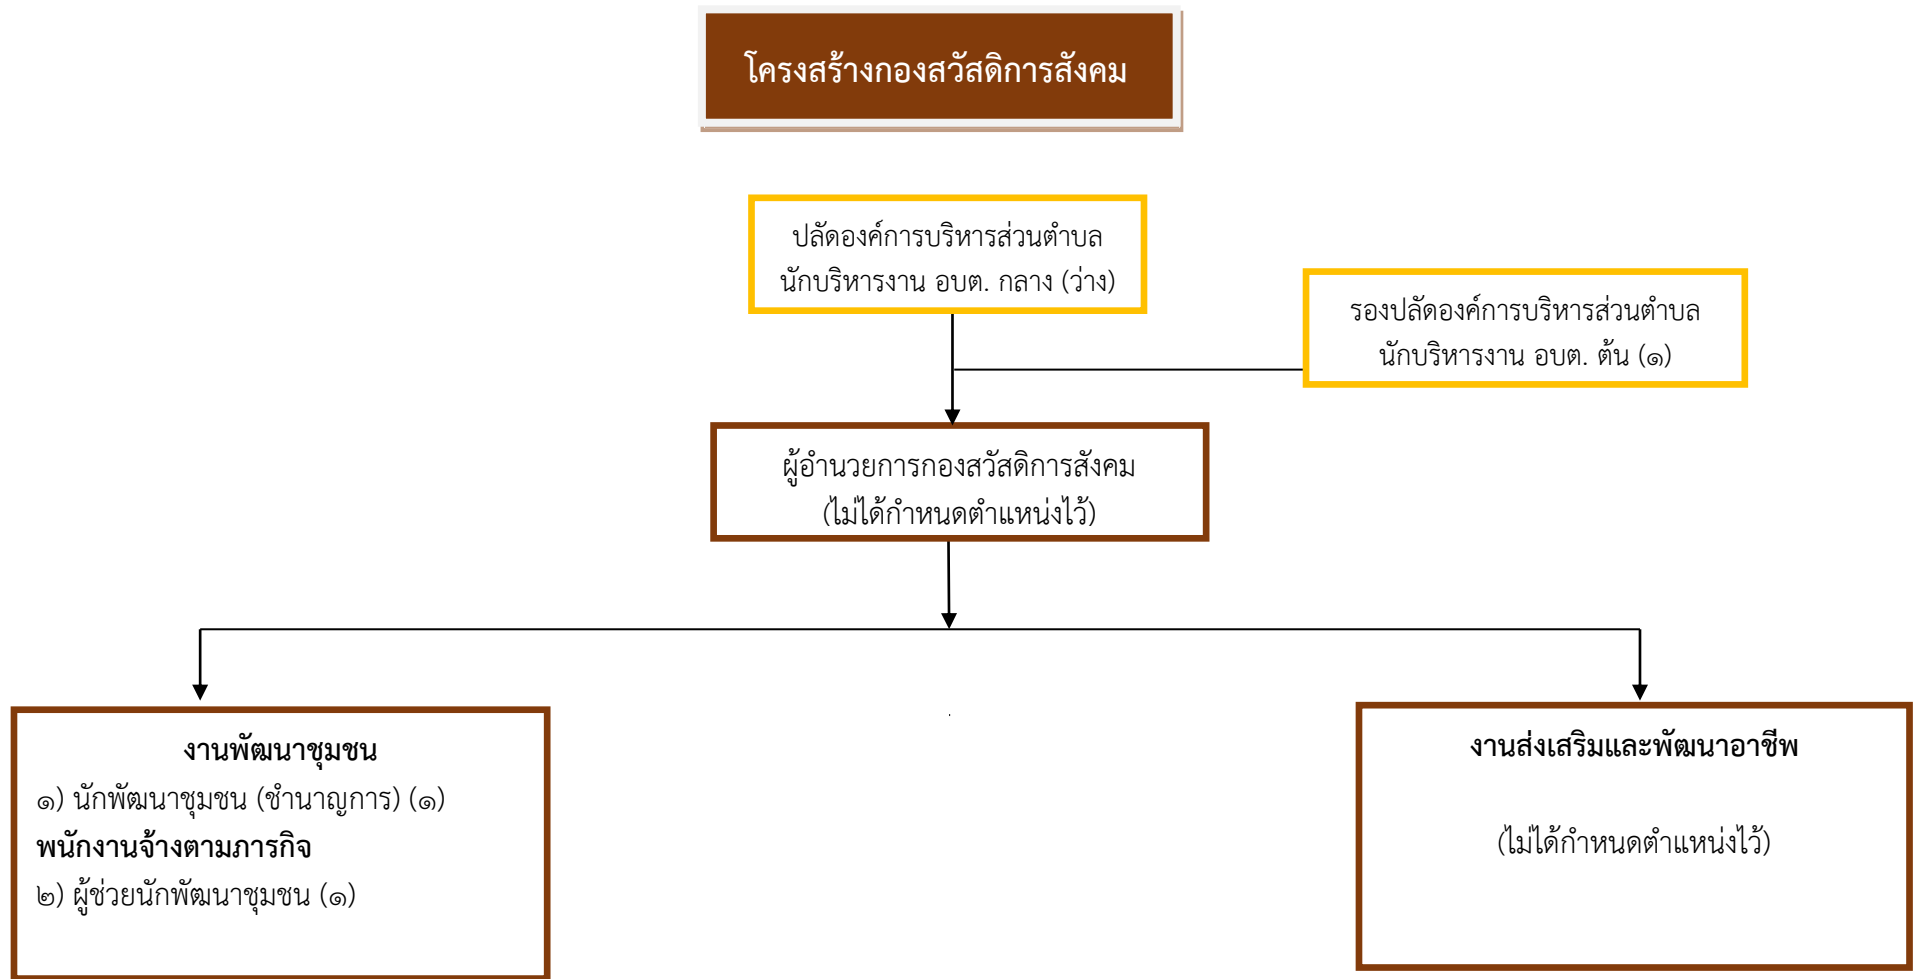 โครงสร้างกองสวัสดิการสังคม
ปลัดองค์การบริหารส่วนตำบล
นักบริหารงาน อบต. กลาง (ว่าง)
รองปลัดองค์การบริหารส่วนตำบล
นักบริหารงาน อบต. ต้น (๑)
ผู้อำนวยการกองสวัสดิการสังคม
(ไม่ได้กำหนดตำแหน่งไว้)
งานพัฒนาชุมชน
๑) นักพัฒนาชุมชน (ชำนาญการ) (๑)
พนักงานจ้างตามภารกิจ
๒) ผู้ช่วยนักพัฒนาชุมชน (๑)
งานส่งเสริมและพัฒนาอาชีพ
(ไม่ได้กำหนดตำแหน่งไว้)